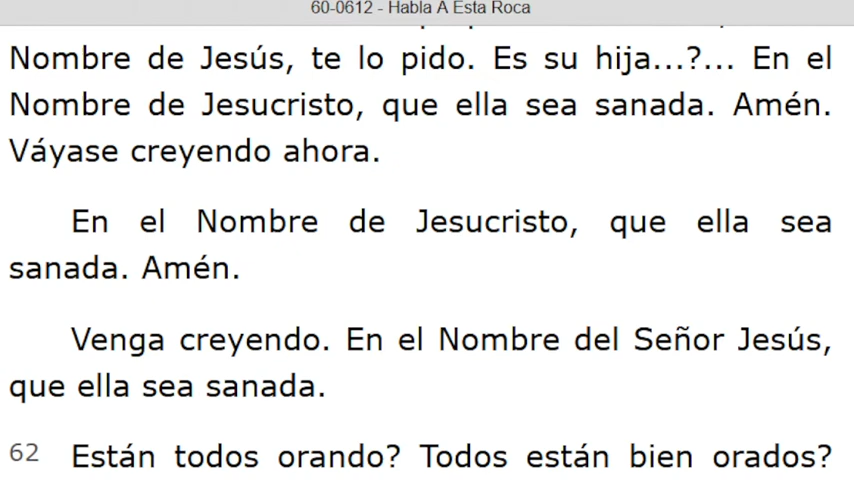 60-0612 - Habla A Esta Roca
Nombre de Jesús, te lo pido. Es su hija...?... En el
Nombre de Jesucristo, que ella sea sanada. Amén.
Váyase creyendo ahora.
En el Nombre de Jesucristo, que ella sea
sanada. Amén.
Venga creyendo. En el Nombre del Señor Jesús,
que ella sea sanada.
62 Están todos orando? Todos están bien orados?